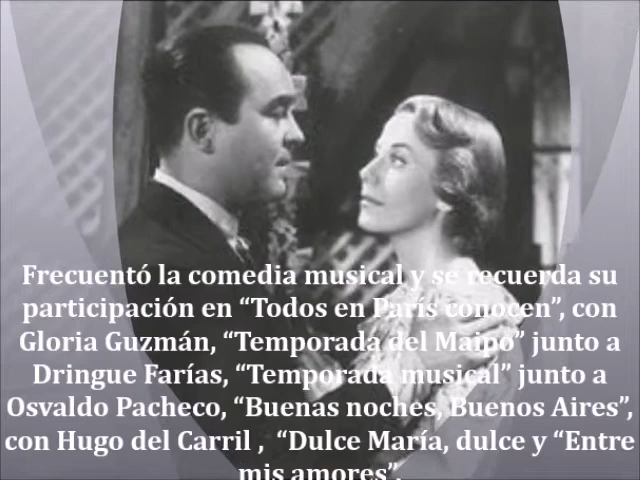 Frecuentó la comedia musical y se recuerda su
participación en “Todos en París conocen”, con
Gloria Guzmán, “Temporada del Maipo” junto a
Dringue Farías, “Temporada musical” junto a
Osvaldo Pacheco, “Buenas noches, Buenos Aires”,
con Hugo del Carril ,  “Dulce María, dulce y “Entre
mis amores”.